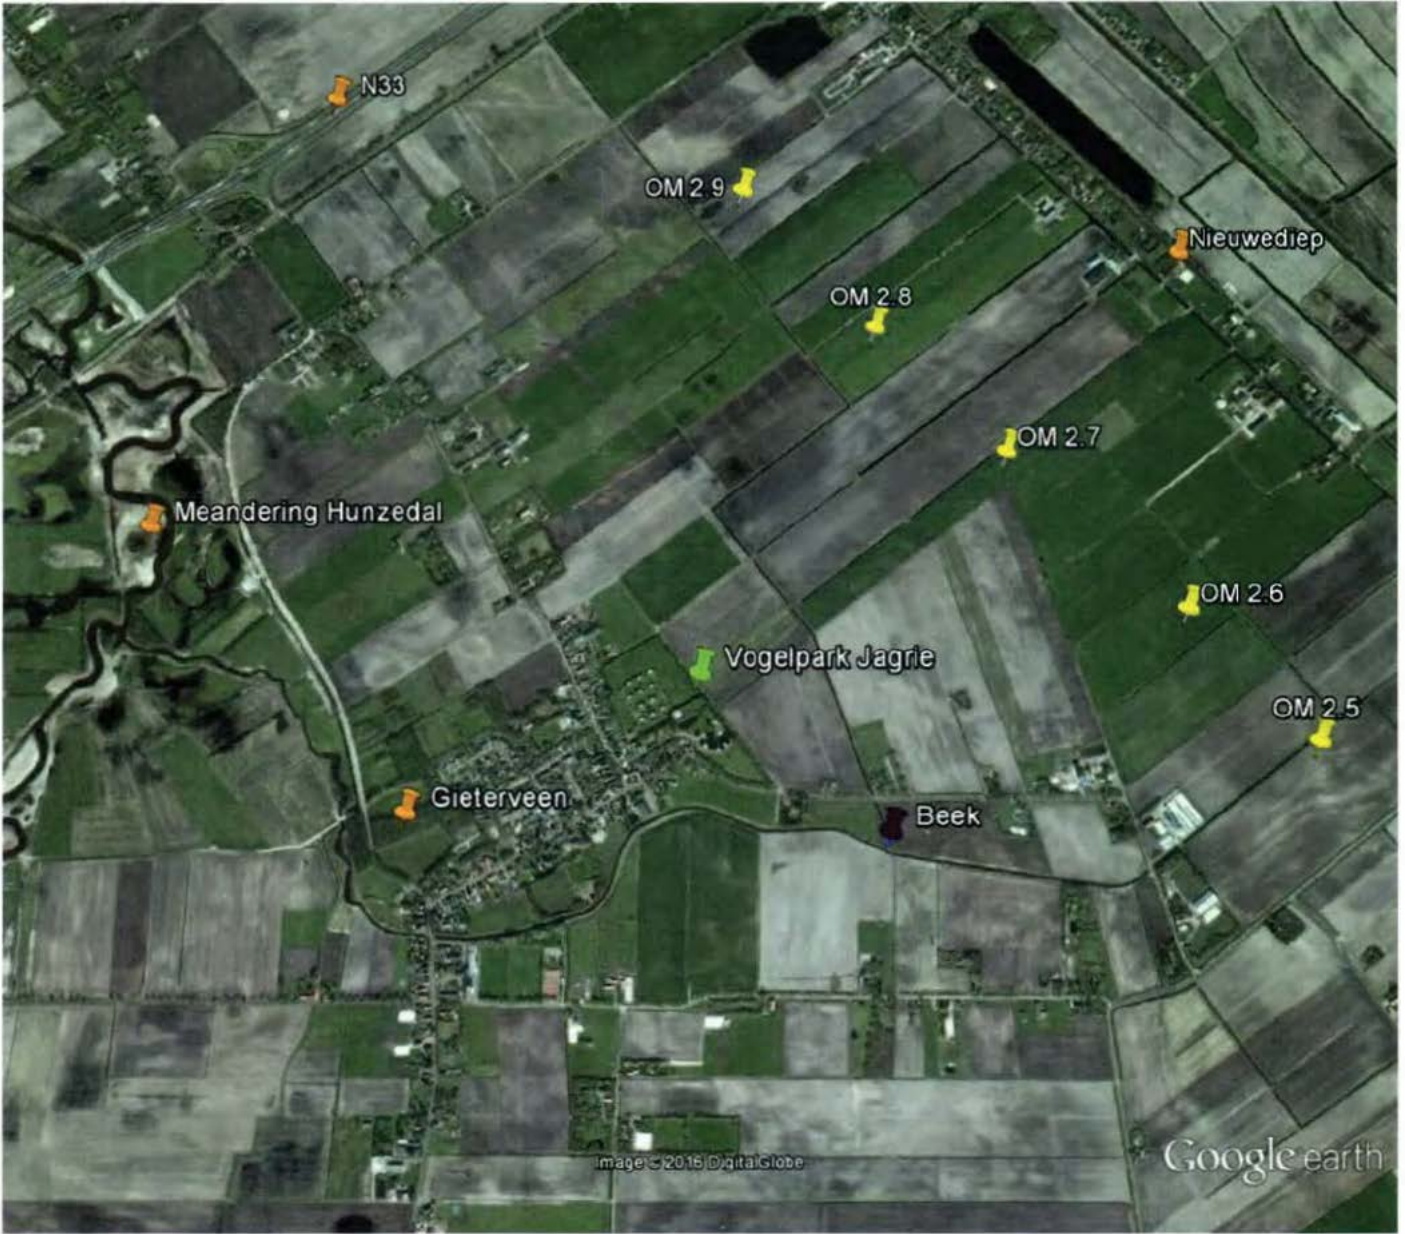 N33
OM 2.9
Nieuwediep
OM 2.8
OM 2.7
Meandering Hunzedal
OM 2.6
Vogelpark Jagrie
OM 2.5
Gieterveen
Beek
Image © 2016 DigitalGlobe
Google earth